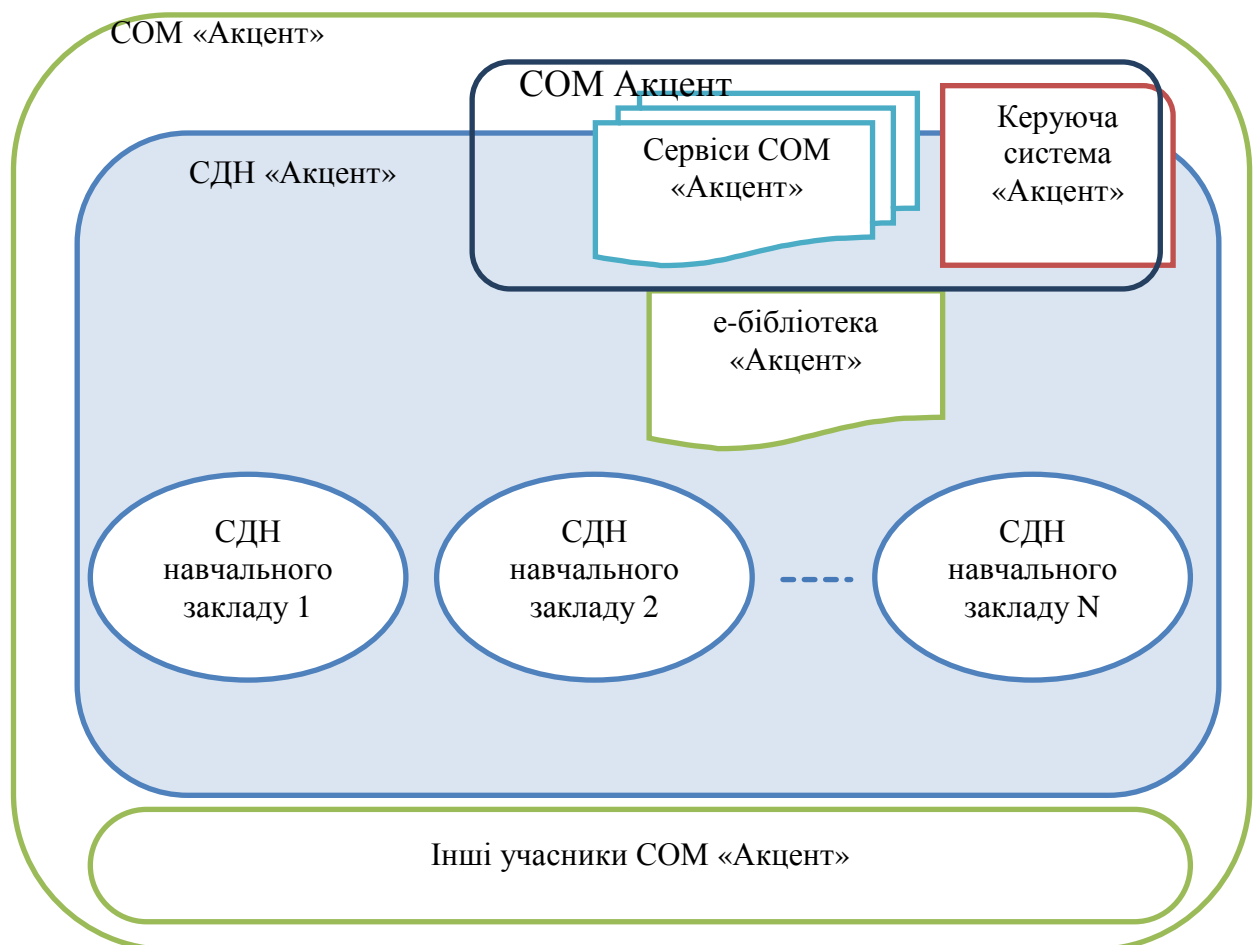 СОМ «Акцент»
СОМ Акцент
Сервіси СОМ
«Акцент»
Керуюча
система
«Акцент»
СДН «Акцент»
е-бібліотека
«Акцент»
СДН
навчального
закладу 1
СДН
навчального
закладу 2
СДН
навчального
закладу N
Інші учасники СОМ «Акцент»